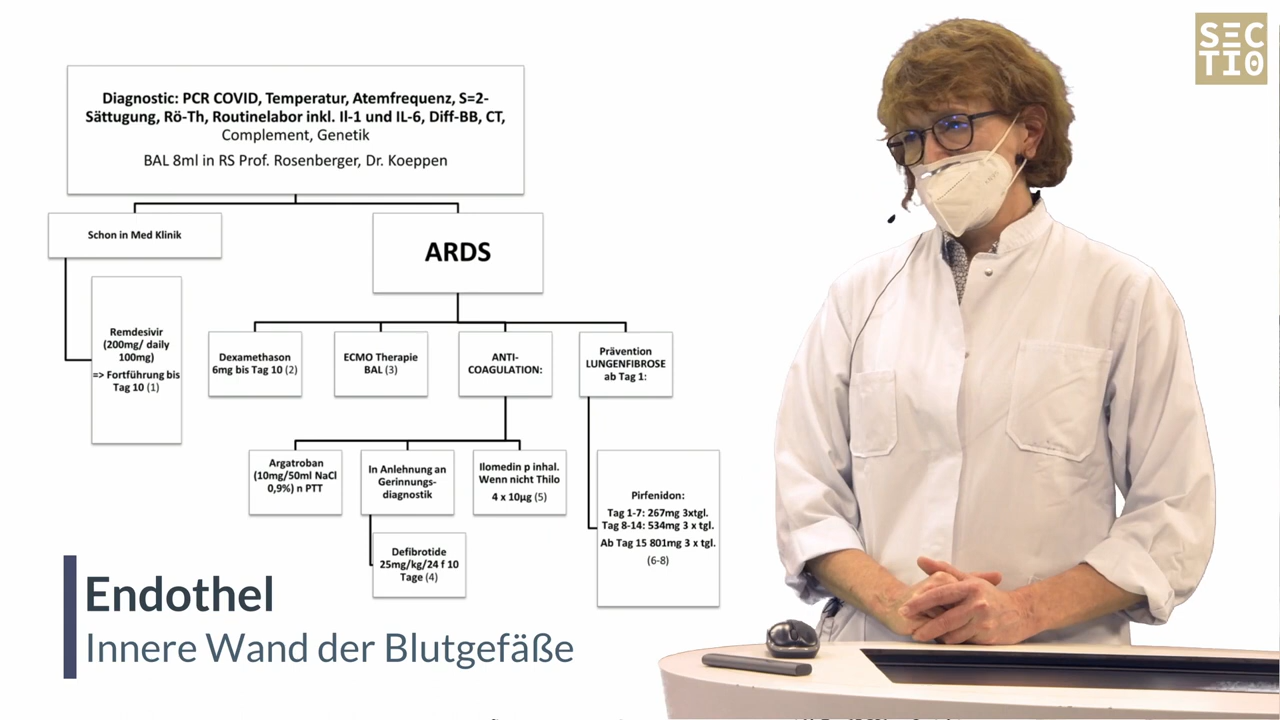 SEC
TIO
Diagnostic: PCR COVID, Temperatur, Atemfrequenz, S=2-
Sättugung, Rö-Th, Routinelabor inkl. Il-1 und IL-6, Diff-BB, CT,
Complement, Genetik
BAL 8ml in RS Prof. Rosenberger, Dr. Koeppen
Schon in Med Klinik
ARDS
Remdesivir
(200mg/ daily
100mg)
=> Fortführung bis
Tag 10 (1)
Dexamethason
6mg bis Tag 10 (2)
ECMO Therapie
BAL (3)
ANTI-
COAGULATION:
Prävention
LUNGENFIBROSE
ab Tag 1:
Argatroban
(10mg/50ml NaCl
0,9%) n PTT
In Anlehnung an
Gerinnungs-
diagnostik
Ilomedin p inhal.
Wenn nicht Thilo
4 x 10µg (5)
Defibrotide
25mg/kg/24 f 10
Tage (4)
Pirfenidon:
Tag 1-7: 267mg 3xtgl.
Tag 8-14: 534mg 3 x tgl.
Ab Tag 15 801mg 3 x tgl.
(6-8)
Endothel
Innere Wand der Blutgefäße